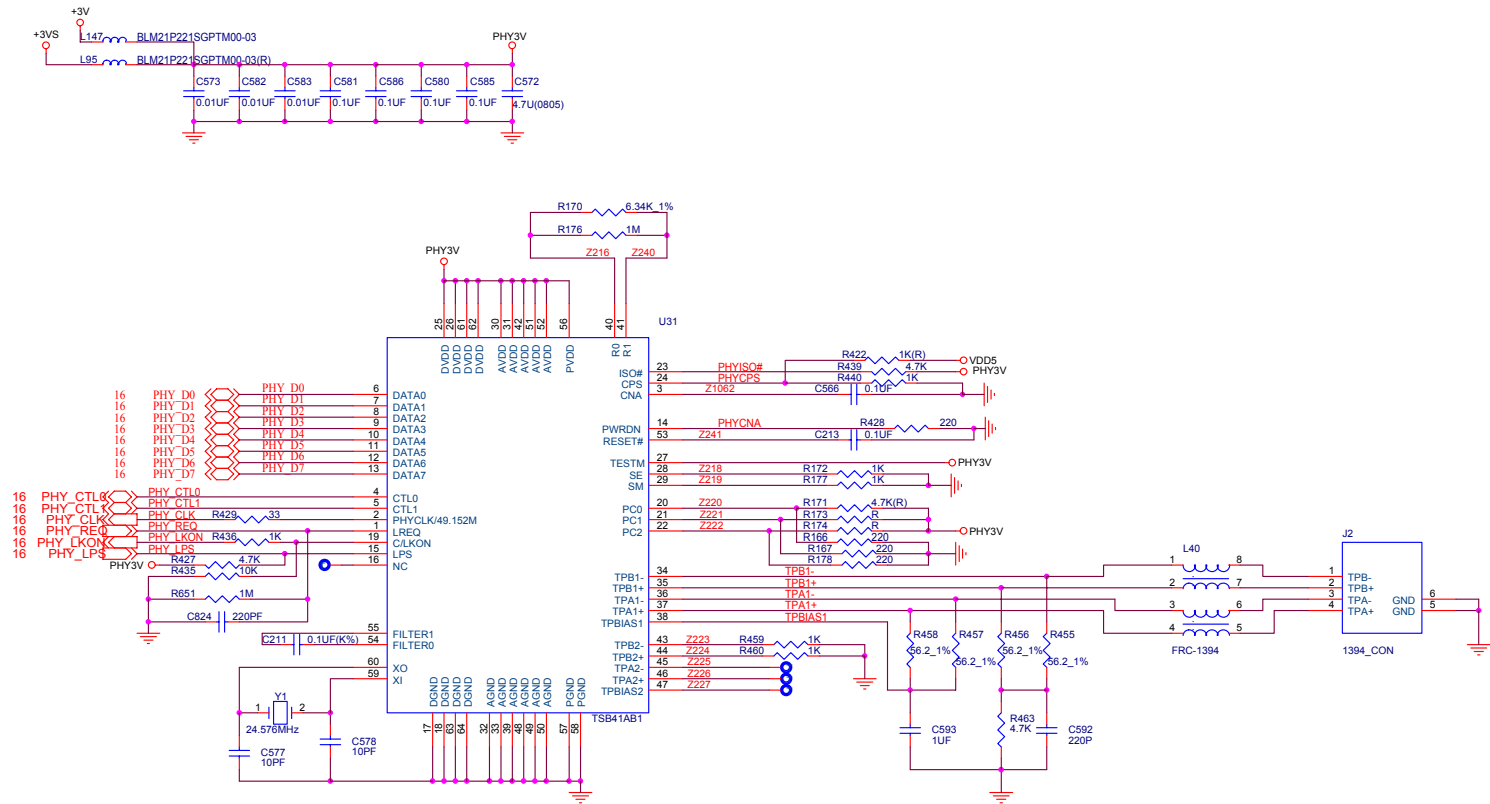 +3V
+3VS
L147 BLM21P221SGPTM00-03
PHY3V
L95 BLM21P221SGPTM00-03(R)
C573 C582 C583 C581 C586 C580 C585 C572
0.01UF 0.01UF 0.01UF 0.1UF 0.1UF 0.1UF 0.1UF 4.7U(0805)
R170 6.34K_1%
R176 1M
Z216 Z240
PHY3V
25 26 61 62 30 31 42 51 52 56 40 41
U31
DVDD DVDD DVDD DVDD AVDD AVDD AVDD AVDD AVDD PVDD R0 R1
R422 1K(R) VDD5
ISO# 23 PHYISO# R439 4.7K PHY3V
CPS 24 PHYCPS R440 1K
CNA 3 Z1062 C566 0.1UF
16 PHY_D0 PHY_D0 6 DATA0
16 PHY_D1 PHY_D1 7 DATA1
16 PHY_D2 PHY_D2 8 DATA2
16 PHY_D3 PHY_D3 9 DATA3
16 PHY_D4 PHY_D4 10 DATA4
16 PHY_D5 PHY_D5 11 DATA5
16 PHY_D6 PHY_D6 12 DATA6
16 PHY_D7 PHY_D7 13 DATA7
PWRDN 14 PHYCNA R428 220
RESET# 53 Z241 C213 0.1UF
TESTM 27 PHY3V
SE 28 Z218 R172 1K
SM 29 Z219 R177 1K
16 PHY_CTL0 PHY_CTL0 4 CTL0
16 PHY_CTL1 PHY_CTL1 5 CTL1
16 PHY_CLK PHY_CLK R429 33 2 PHYCLK/49.152M
16 PHY_REQ PHY_REQ 1 LREQ
16 PHY_LKON PHY_LKON R436 1K 19 C/LKON
16 PHY_LPS PHY_LPS 15 LPS
PHY3V R427 4.7K 16 NC
R435 10K
R651 1M
C824 220PF
PC0 20 Z220 R171 4.7K(R)
PC1 21 Z221 R173 R
PC2 22 Z222 R174 R PHY3V
R166 220
R167 220
R178 220
TPB1- 34 TPB1-
TPB1+ 35 TPB1+
TPA1- 36 TPA1-
TPA1+ 37 TPA1+
TPBIAS1 38 TPBIAS1
L40
1 8
2 7
3 6
4 5
FRC-1394
J2
1 TPB-
2 TPB+
3 TPA- GND 6
4 TPA+ GND 5
1394_CON
55 FILTER1
C211 0.1UF(K%) 54 FILTER0
60 XO
59 XI
TPB2- 43 Z223 R459 1K
TPB2+ 44 Z224 R460 1K
TPA2- 45 Z225
TPA2+ 46 Z226
TPBIAS2 47 Z227
R458 R457 R456 R455
56.2_1% 56.2_1% 56.2_1% 56.2_1%
Y1
1 2
24.576MHz
C577
10PF
C578
10PF
DGND DGND DGND DGND AGND AGND AGND AGND AGND AGND PGND PGND
TSB41AB1
17 18 63 64 32 33 39 48 49 50 57 58
C593
1UF
R463
4.7K
C592
220P